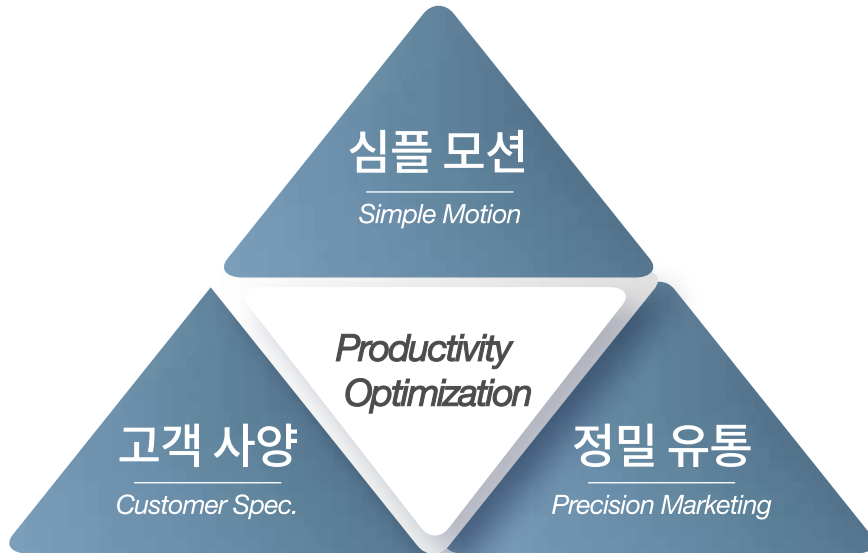 심플 모션
Simple Motion
Productivity
Optimization
고객 사양
Customer Spec.
정밀 유통
Precision Marketing